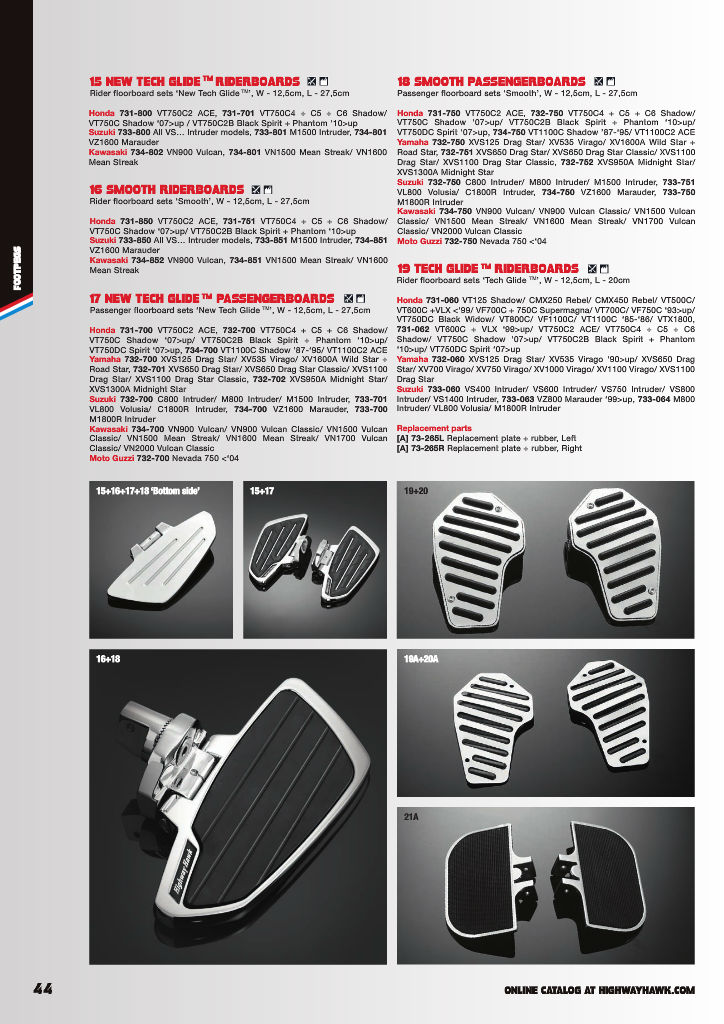 FOOTPEGS
15 NEW TECH GLIDE™ RIDERBOARDS
Rider floorboard sets ‘New Tech Glide™’, W - 12,5cm, L - 27,5cm
Honda 731-800 VT750C2 ACE, 731-701 VT750C4 + C5 + C6 Shadow/
VT750C Shadow ’07>up / VT750C2B Black Spirit + Phantom ’10>up
Suzuki 733-800 All VS... Intruder models, 733-801 M1500 Intruder, 734-801
VZ1600 Marauder
Kawasaki 734-802 VN900 Vulcan, 734-801 VN1500 Mean Streak/ VN1600
Mean Streak
16 SMOOTH RIDERBOARDS
Rider floorboard sets ‘Smooth’, W - 12,5cm, L - 27,5cm
Honda 731-850 VT750C2 ACE, 731-751 VT750C4 + C5 + C6 Shadow/
VT750C Shadow ’07>up/ VT750C2B Black Spirit + Phantom ’10>up
Suzuki 733-850 All VS... Intruder models, 733-851 M1500 Intruder, 734-851
VZ1600 Marauder
Kawasaki 734-852 VN900 Vulcan, 734-851 VN1500 Mean Streak/ VN1600
Mean Streak
17 NEW TECH GLIDE™ PASSENGERBOARDS
Passenger floorboard sets ‘New Tech Glide™’, W - 12,5cm, L - 27,5cm
Honda 731-700 VT750C2 ACE, 732-700 VT750C4 + C5 + C6 Shadow/
VT750C Shadow ’07>up/ VT750C2B Black Spirit + Phantom ’10>up/
VT750DC Spirit ’07>up, 734-700 VT1100C Shadow ’87-’95/ VT1100C2 ACE
Yamaha 732-700 XVS125 Drag Star/ XV535 Virago/ XV1600A Wild Star +
Road Star, 732-701 XVS650 Drag Star/ XVS650 Drag Star Classic/ XVS1100
Drag Star/ XVS1100 Drag Star Classic, 732-702 XVS950A Midnight Star/
XVS1300A Midnight Star
Suzuki 732-700 C800 Intruder/ M800 Intruder/ M1500 Intruder, 733-701
VL800 Volusia/ C1800R Intruder, 734-700 VZ1600 Marauder, 733-700
M1800R Intruder
Kawasaki 734-700 VN900 Vulcan/ VN900 Vulcan Classic/ VN1500 Vulcan
Classic/ VN1500 Mean Streak/ VN1600 Mean Streak/ VN1700 Vulcan
Classic/ VN2000 Vulcan Classic
Moto Guzzi 732-700 Nevada 750 <‘04
18 SMOOTH PASSENGERBOARDS
Passenger floorboard sets ‘Smooth’, W - 12,5cm, L - 27,5cm
Honda 731-750 VT750C2 ACE, 732-750 VT750C4 + C5 + C6 Shadow/
VT750C Shadow ’07>up/ VT750C2B Black Spirit + Phantom ’10>up/
VT750DC Spirit ’07>up, 734-750 VT1100C Shadow ’87-’95/ VT1100C2 ACE
Yamaha 732-750 XVS125 Drag Star/ XV535 Virago/ XV1600A Wild Star +
Road Star, 732-751 XVS650 Drag Star/ XVS650 Drag Star Classic/ XVS1100
Drag Star/ XVS1100 Drag Star Classic, 732-752 XVS950A Midnight Star/
XVS1300A Midnight Star
Suzuki 732-750 C800 Intruder/ M800 Intruder/ M1500 Intruder, 733-751
VL800 Volusia/ C1800R Intruder, 734-750 VZ1600 Marauder, 733-750
M1800R Intruder
Kawasaki 734-750 VN900 Vulcan/ VN900 Vulcan Classic/ VN1500 Vulcan
Classic/ VN1500 Mean Streak/ VN1600 Mean Streak/ VN1700 Vulcan
Classic/ VN2000 Vulcan Classic
Moto Guzzi 732-750 Nevada 750 <‘04
19 TECH GLIDE™ RIDERBOARDS
Rider floorboard sets ‘Tech Glide™’, W - 12,5cm, L - 20cm
Honda 731-060 VT125 Shadow/ CMX250 Rebel/ CMX450 Rebel/ VT500C/
VT600C +VLX <’99/ VF700C + 750C Supermagna/ VT700C/ VF750C ’93>up/
VT750DC Black Widow/ VT800C/ VF1100C/ VT1100C ’85-’86/ VTX1800,
731-062 VT600C + VLX ’99>up/ VT750C2 ACE/ VT750C4 + C5 + C6
Shadow/ VT750C Shadow ’07>up/ VT750C2B Black Spirit + Phantom
’10>up/ VT750DC Spirit ’07>up
Yamaha 732-060 XVS125 Drag Star/ XV535 Virago ’90>up/ XVS650 Drag
Star/ XV700 Virago/ XV750 Virago/ XV1000 Virago/ XV1100 Virago/ XVS1100
Drag Star
Suzuki 733-060 VS400 Intruder/ VS600 Intruder/ VS750 Intruder/ VS800
Intruder/ VS1400 Intruder, 733-063 VZ800 Marauder ’99>up, 733-064 M800
Intruder/ VL800 Volusia/ M1800R Intruder
Replacement parts
[A] 73-265L Replacement plate + rubber, Left
[A] 73-265R Replacement plate + rubber, Right
15+16+17+18 ‘Bottom side’
15+17
19+20
16+18
Highway Hawk
19A+20A
21A
44
ONLINE CATALOG AT HIGHWAYHAWK.COM